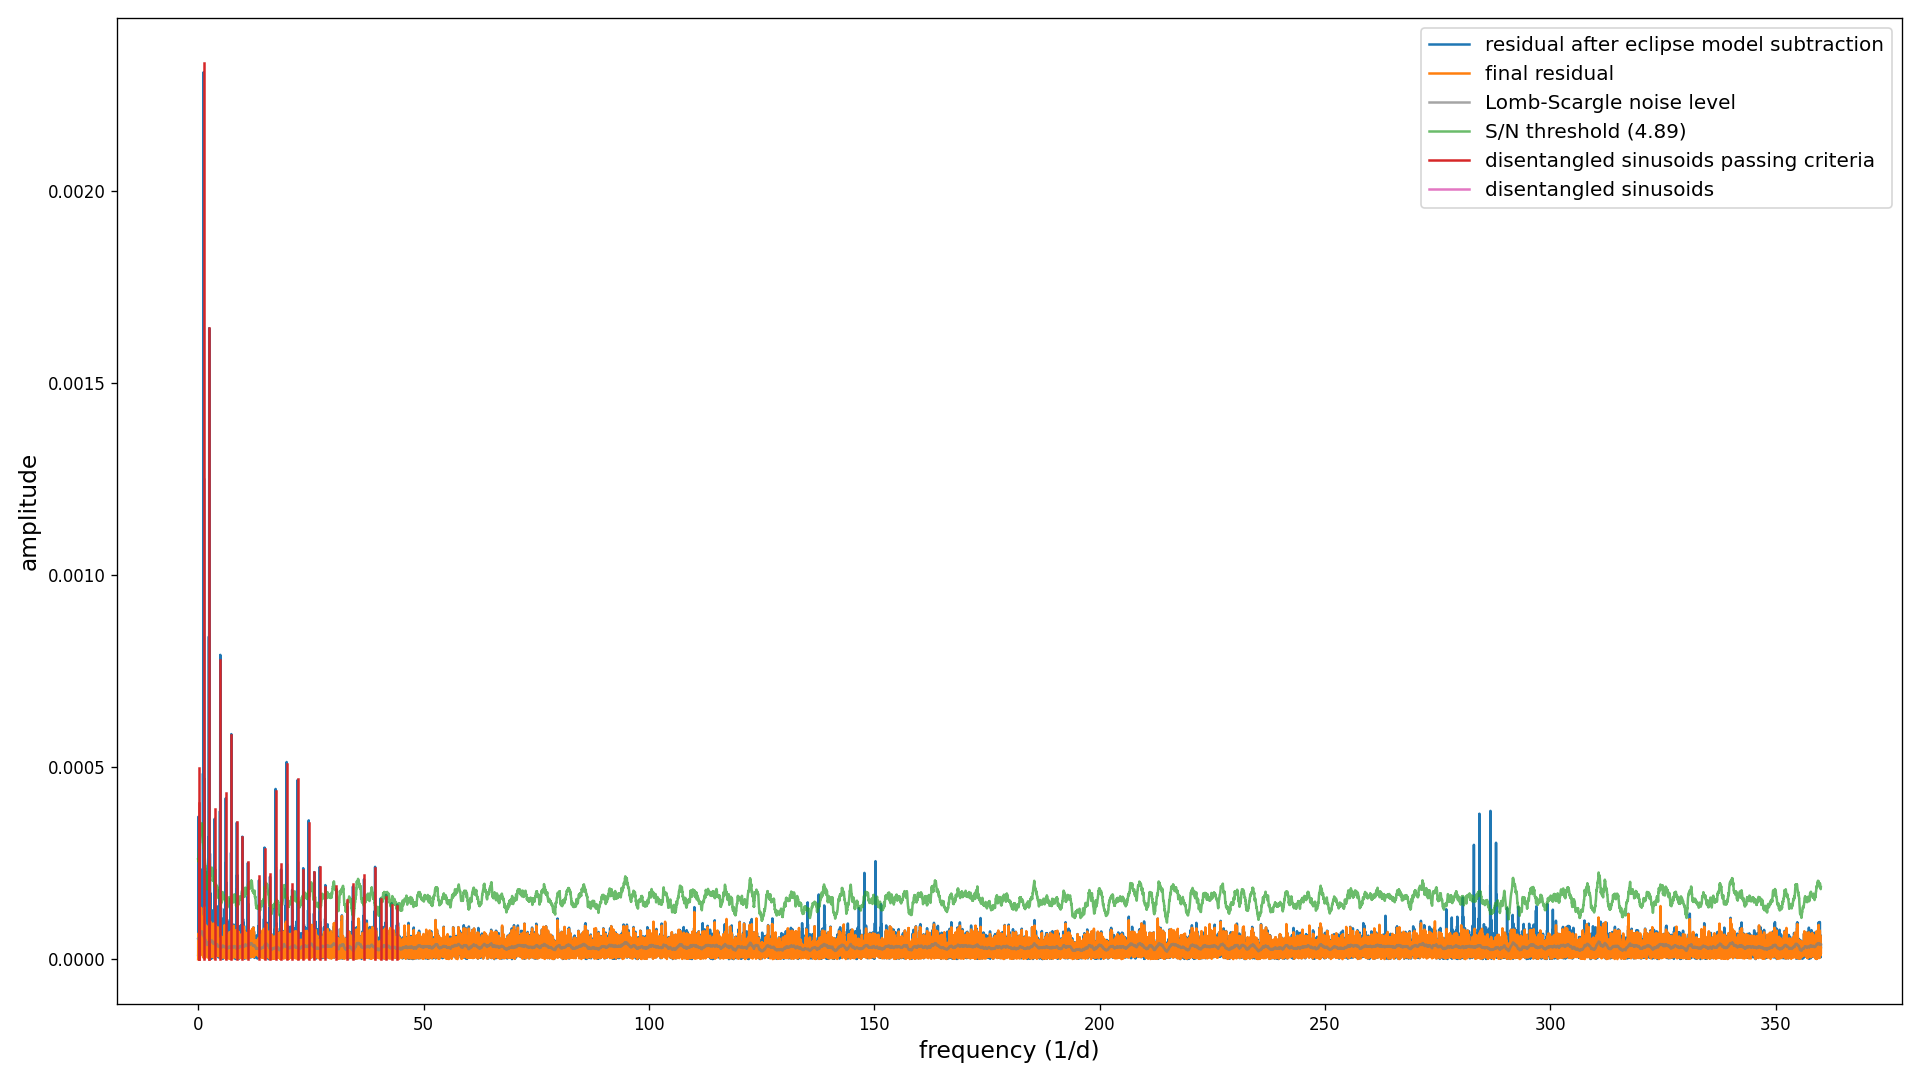 residual after eclipse model subtraction
final residual
Lomb-Scargle noise level
S/N threshold (4.89)
disentangled sinusoids passing criteria
disentangled sinusoids
amplitude
0.0020
0.0015
0.0010
0.0005
0.0000
0 50 100 150 200 250 300 350
frequency (1/d)